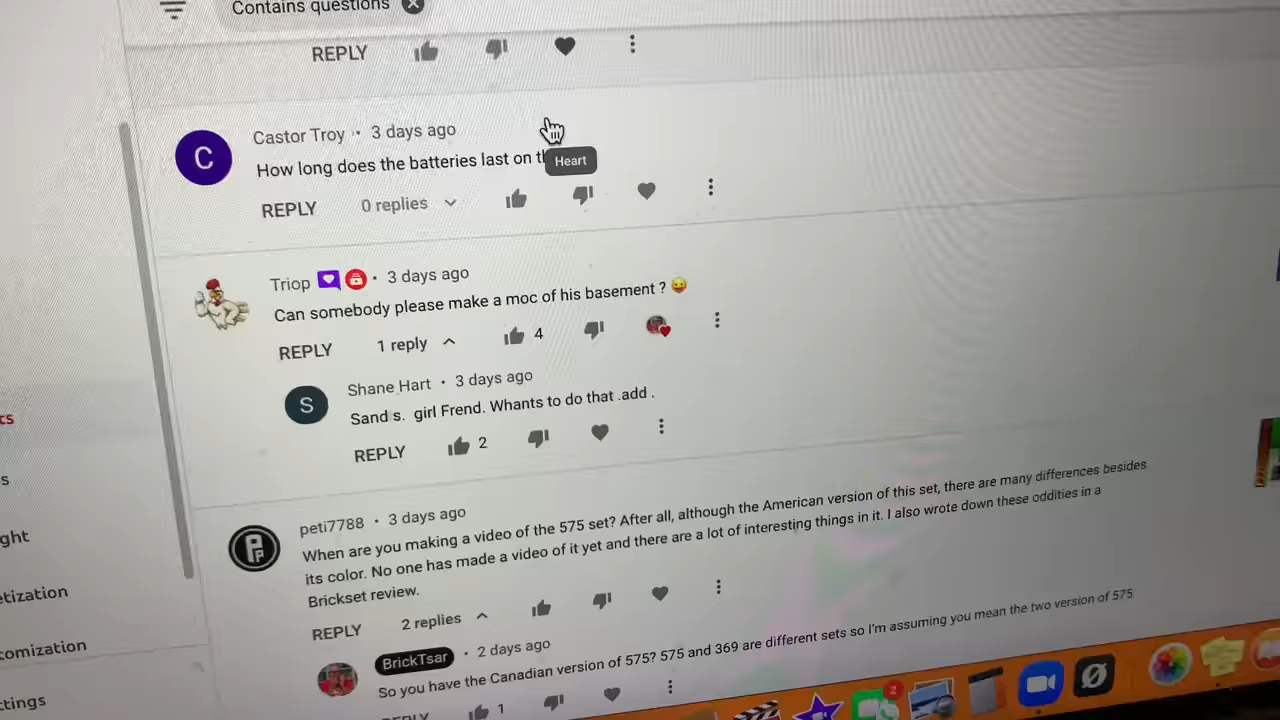 Contains questions
REPLY
C
Castor Troy · 3 days ago
How long does the batteries last on
Heart
REPLY 0 replies
Triop · 3 days ago
Can somebody please make a moc of his basement ? 😛
REPLY 1 reply 4
S
Shane Hart · 3 days ago
Sand s. girl Frend. Whants to do that .add .
REPLY 2
peti7788 · 3 days ago
When are you making a video of the 575 set? After all, although the American version of this set, there are many differences besides
its color. No one has made a video of it yet and there are a lot of interesting things in it. I also wrote down these oddities in a
Brickset review.
REPLY 2 replies
BrickTsar · 2 days ago
So you have the Canadian version of 575? 575 and 369 are different sets so I'm assuming you mean the two version of 575
REPLY 1
2